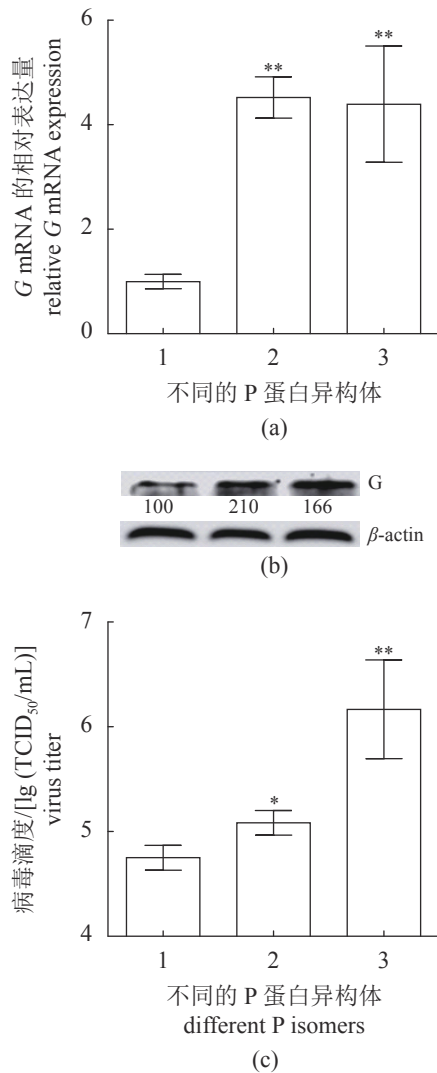 G mRNA 的相对表达量
relative G mRNA expression
6
4
2
0
**
**
1 2 3
不同的 P 蛋白异构体
(a)
G
100 210 166
β-actin
(b)
病毒滴度/[lg (TCID50/mL)]
virus titer
7
6
5
4
*
**
1 2 3
不同的 P 蛋白异构体
different P isomers
(c)